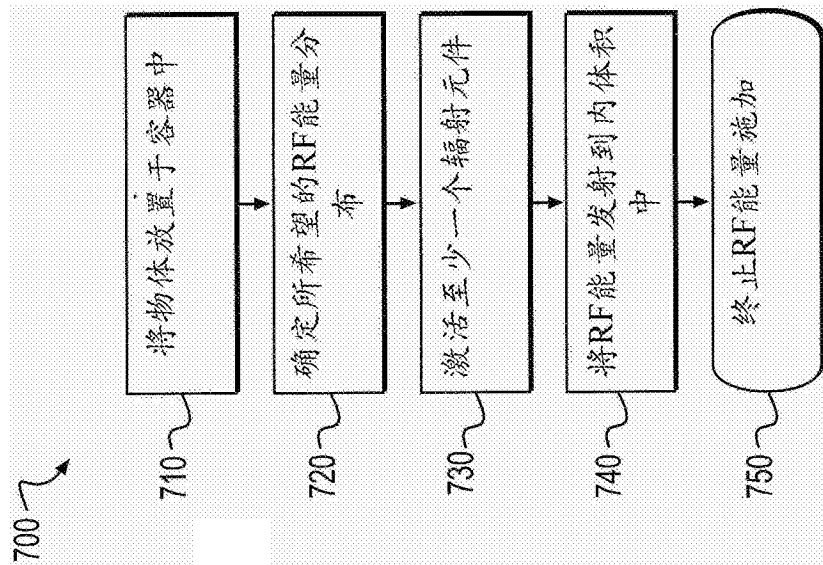 700
710
将物体放置于容器中
720
确定所希望的RF能量分
布
730
激活至少一个辐射元件
740
将RF能量发射到内体积
中
750
终止RF能量施加